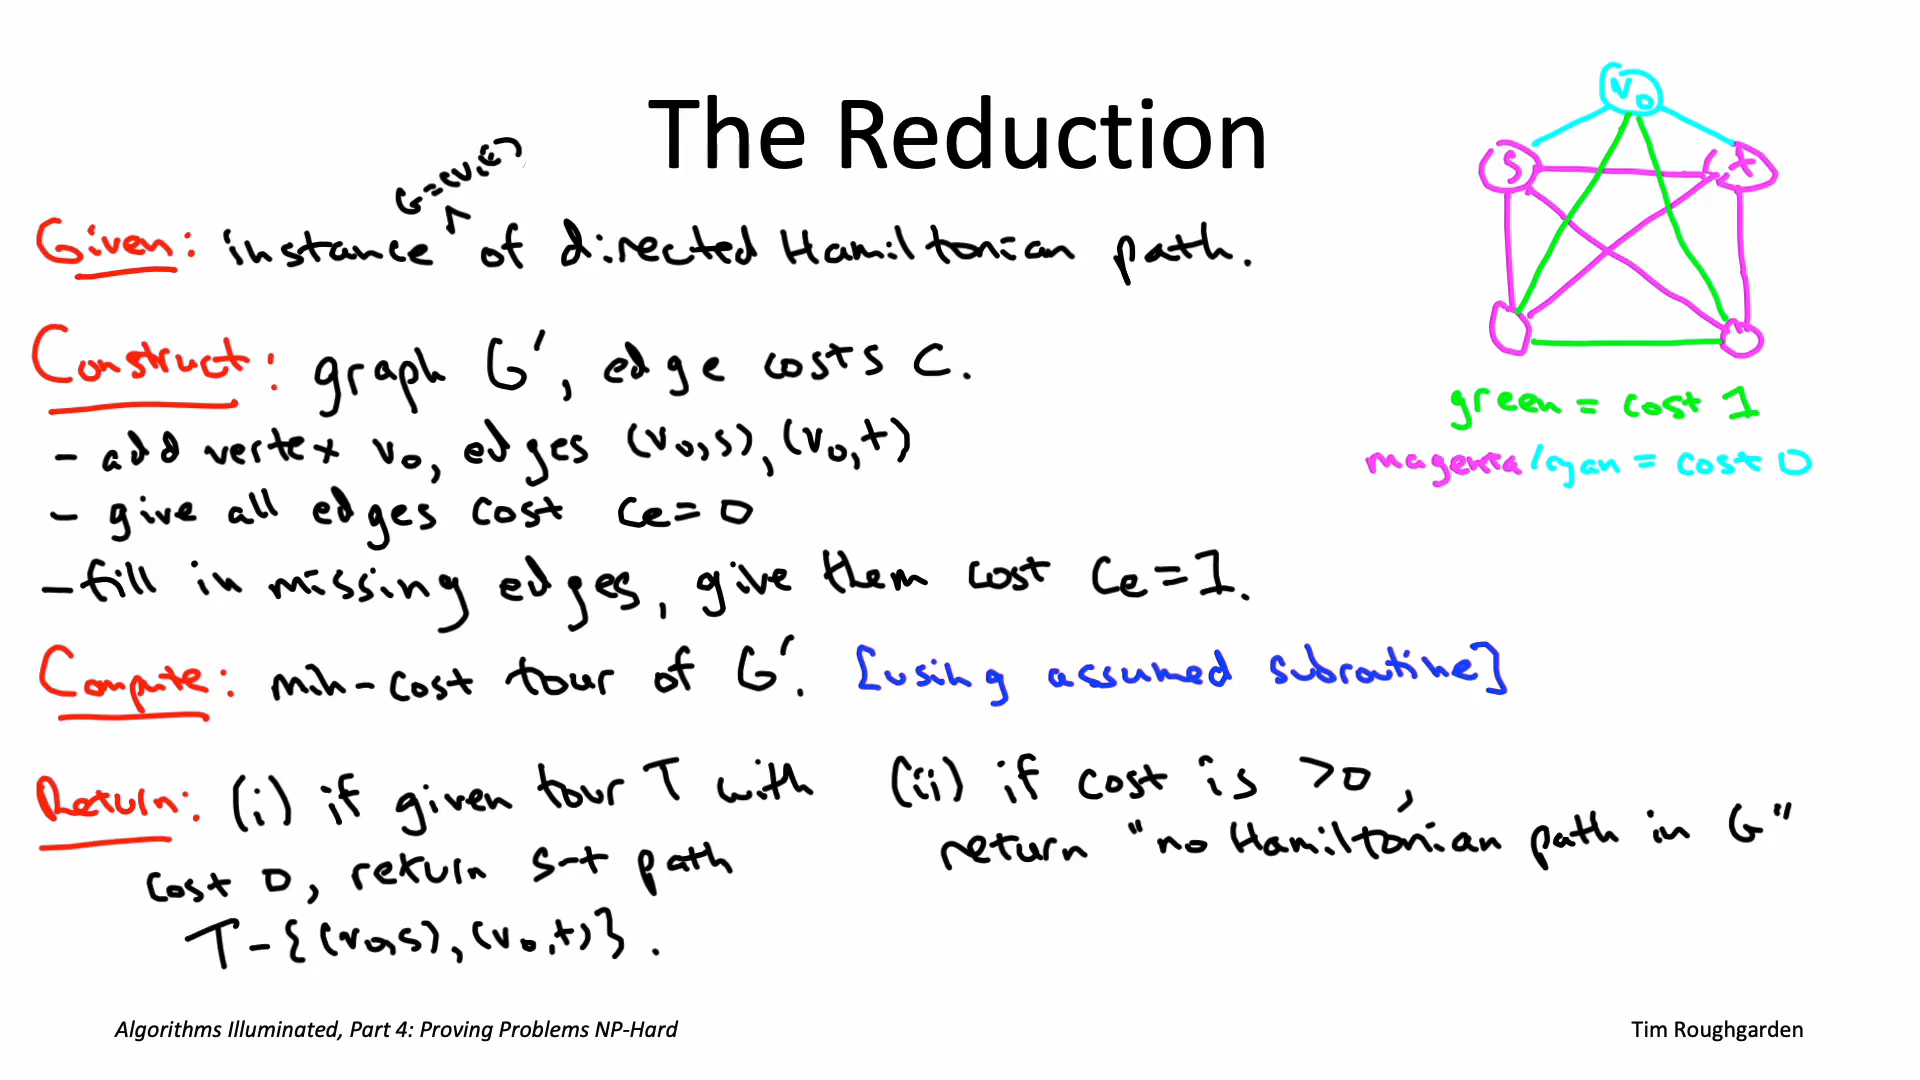 The Reduction
G=(V,E)
^
Given: instance of directed Hamiltonian path.
Construct: graph G', edge costs c.
- add vertex v0, edges (v0,s), (v0,t)
- give all edges cost ce=0
- fill in missing edges, give them cost ce=1.
Compute: min-cost tour of G'. [using assumed subroutine]
Return: (i) if given tour T with
cost 0, return s-t path
T-{(v0,s), (v0,t)}.
(ii) if cost is >0,
return "no Hamiltonian path in G"
v0
s
t
green = cost 1
magenta/cyan = cost 0
Algorithms Illuminated, Part 4: Proving Problems NP-Hard
Tim Roughgarden